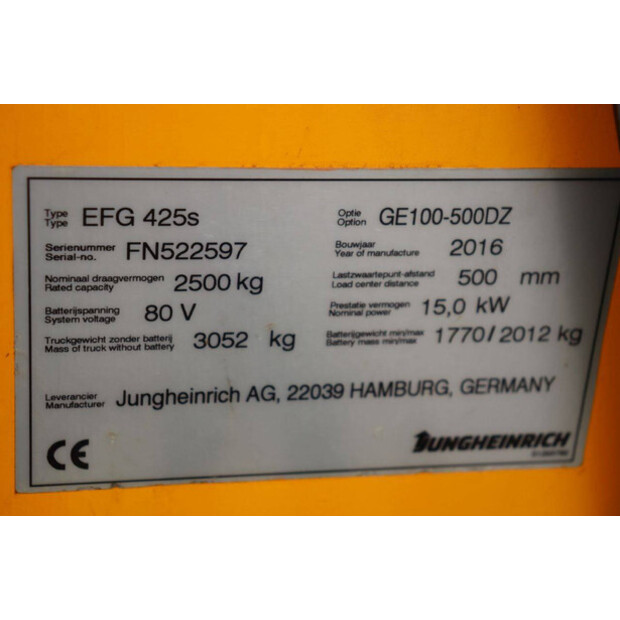 Type
Type EFG 425s
Optie
Option GE100-500DZ
Serienummer
Serial-no. FN522597
Bouwjaar
Year of manufacture 2016
Nominaal draagvermogen
Rated capacity 2500 kg
Lastzwaartepunt-afstand
Load center distance 500 mm
Batterijspanning
System voltage 80 V
Prestatie vermogen
Nominal power 15,0 kW
Truckgewicht zonder batterij
Mass of truck without battery 3052 kg
Batterijgewicht min/max
Battery mass min/max 1770/2012 kg
Leverancier
Manufacturer Jungheinrich AG, 22039 HAMBURG, GERMANY
CE
JUNGHEINRICH